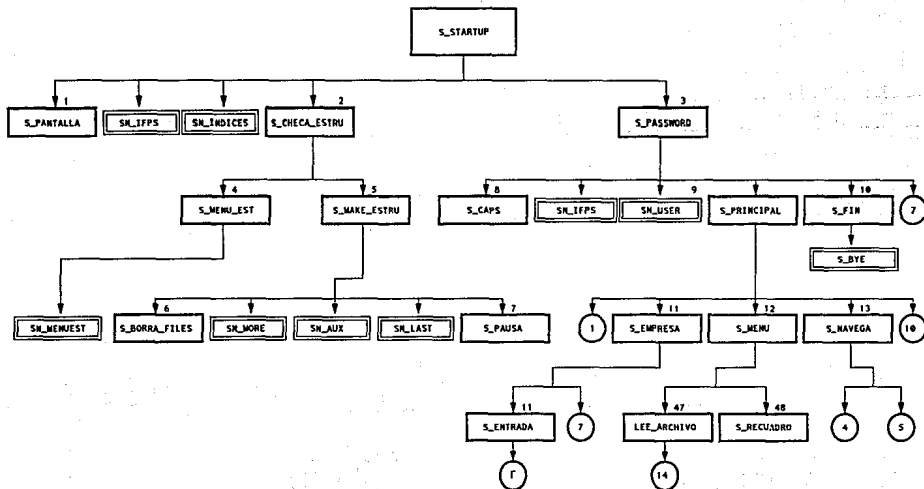 S_STARTUP
1 2 3
S_PANTALLA SN_IFPS SN_INDICES S_CHECA_ESTRU S_PASSWORD
4 5 8 9 10
S_MENU_EST S_MAKE_ESTRU S_CAPS SN_IFPS SN_USER S_PRINCIPAL S_FIN 7
S_BYE
6 7 11 12 13
SN_MENUEST S_BORRA_FILES SN_MORE SN_AUX SN_LAST S_PAUSA 1 S_EMPRESA S_MENU S_NAVEGA 10
11 47 48
S_ENTRADA 7 LEE_ARCHIVO S_RECUADRO 4 5
Γ 14